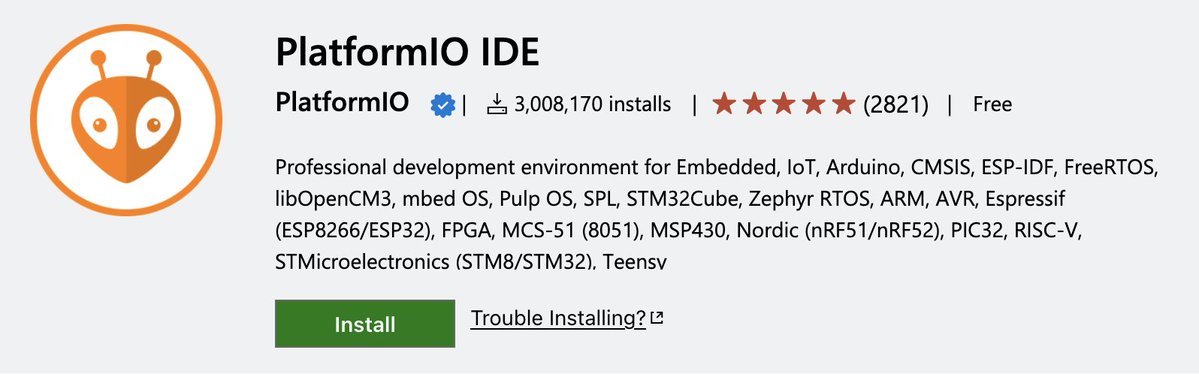 PlatformIO IDE
PlatformIO | 3,008,170 installs | (2821) | Free
Professional development environment for Embedded, IoT, Arduino, CMSIS, ESP-IDF, FreeRTOS,
libOpenCM3, mbed OS, Pulp OS, SPL, STM32Cube, Zephyr RTOS, ARM, AVR, Espressif
(ESP8266/ESP32), FPGA, MCS-51 (8051), MSP430, Nordic (nRF51/nRF52), PIC32, RISC-V,
STMicroelectronics (STM8/STM32), Teensy
Install Trouble Installing?